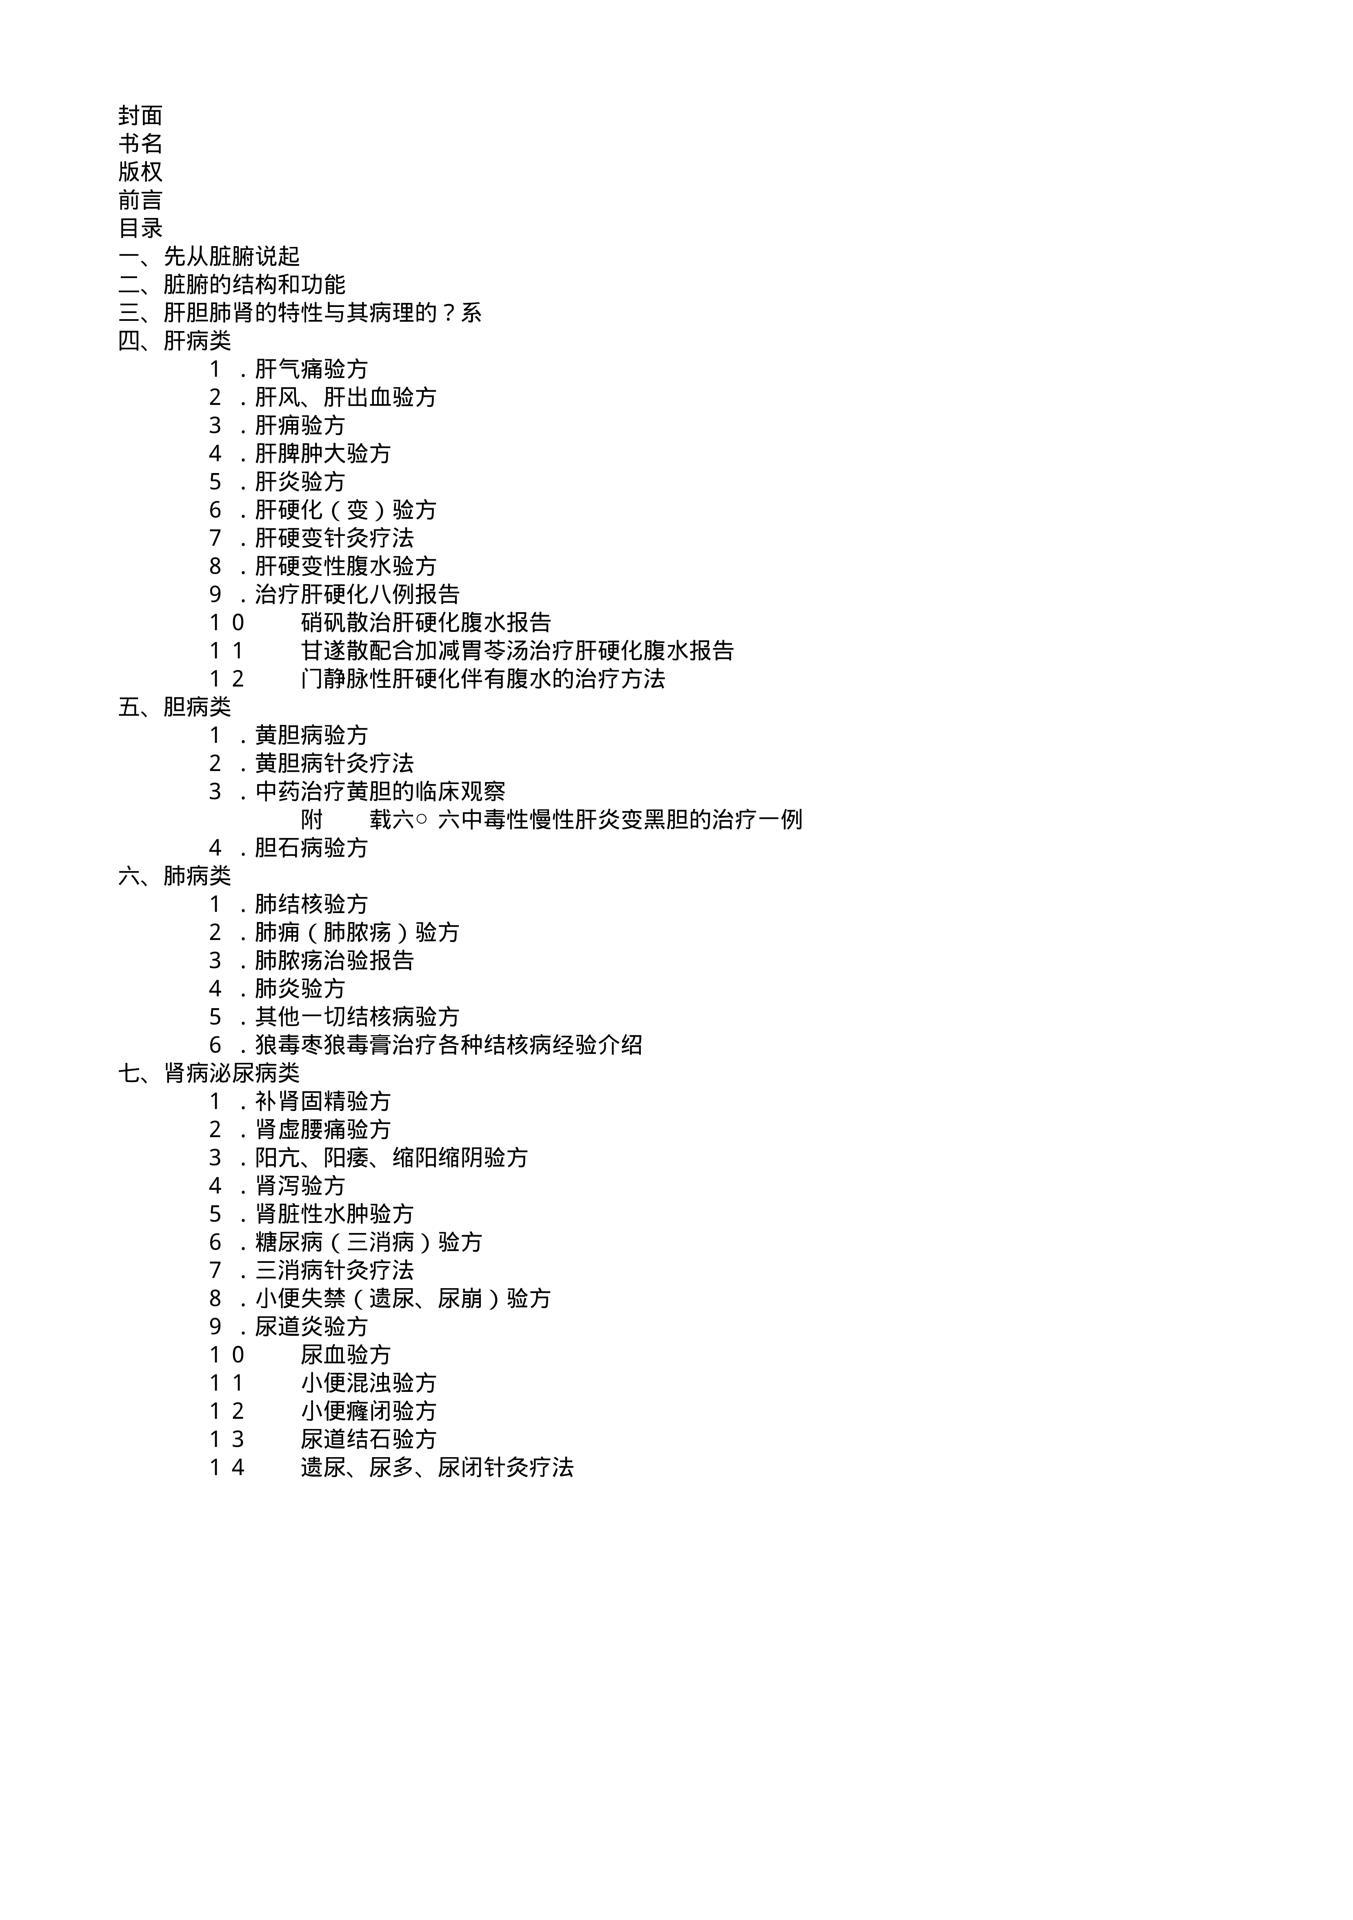 封面
书名
版权
前言
目录
一、先从脏腑说起
二、脏腑的结构和功能
三、肝胆肺肾的特性与其病理的？系
四、肝病类
1．肝气痛验方
2．肝风、肝出血验方
3．肝痈验方
4．肝脾肿大验方
5．肝炎验方
6．肝硬化（变）验方
7．肝硬变针灸疗法
8．肝硬变性腹水验方
9．治疗肝硬化八例报告
10　　硝矾散治肝硬化腹水报告
11　　甘遂散配合加减胃苓汤治疗肝硬化腹水报告
12　　门静脉性肝硬化伴有腹水的治疗方法
五、胆病类
1．黄胆病验方
2．黄胆病针灸疗法
3．中药治疗黄胆的临床观察
附　　载六○六中毒性慢性肝炎变黑胆的治疗一例
4．胆石病验方
六、肺病类
1．肺结核验方
2．肺痈（肺脓疡）验方
3．肺脓疡治验报告
4．肺炎验方
5．其他一切结核病验方
6．狼毒枣狼毒膏治疗各种结核病经验介绍
七、肾病泌尿病类
1．补肾固精验方
2．肾虚腰痛验方
3．阳亢、阳痿、缩阳缩阴验方
4．肾泻验方
5．肾脏性水肿验方
6．糖尿病（三消病）验方
7．三消病针灸疗法
8．小便失禁（遗尿、尿崩）验方
9．尿道炎验方
10　　尿血验方
11　　小便混浊验方
12　　小便癃闭验方
13　　尿道结石验方
14　　遗尿、尿多、尿闭针灸疗法